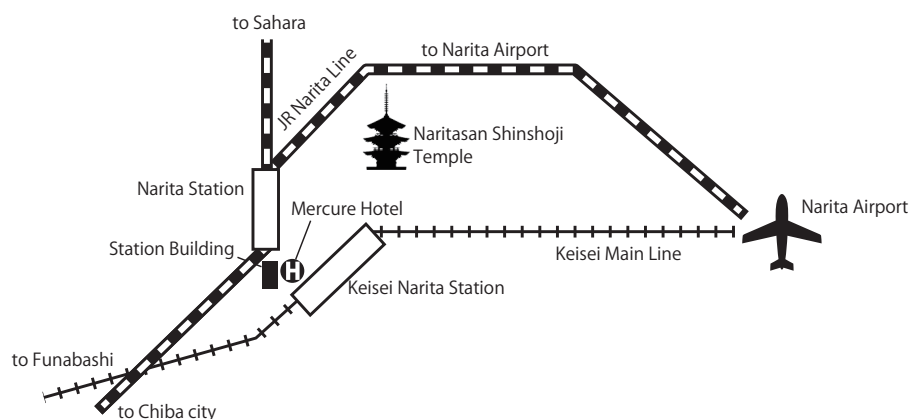 to Sahara
JR Narita Line
to Narita Airport
Naritasan Shinshoji
Temple
Narita Station
Mercure Hotel
Narita Airport
Station Building
H
Keisei Main Line
Keisei Narita Station
to Funabashi
to Chiba city